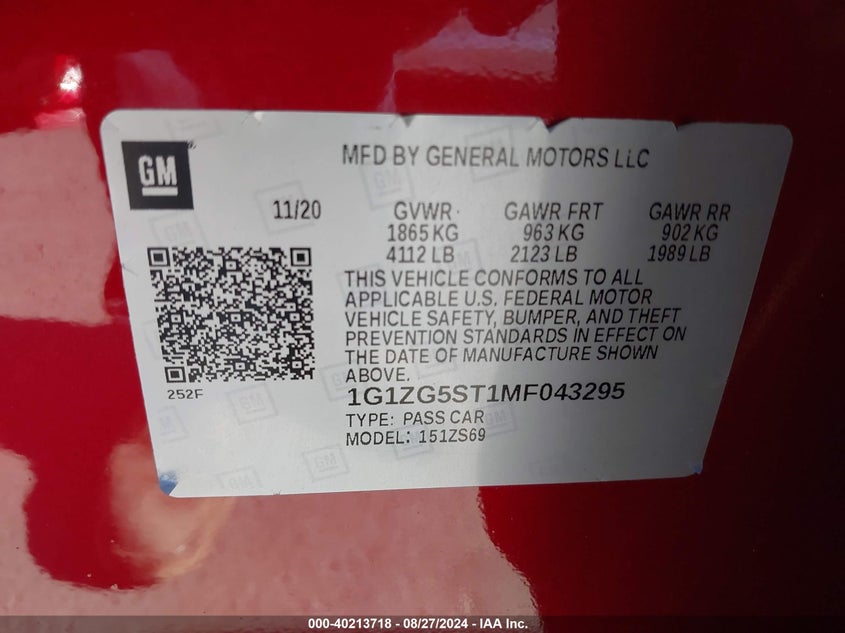 GM
MFD BY GENERAL MOTORS LLC
11/20
GVWR GAWR FRT GAWR RR
1865 KG 963 KG 902 KG
4112 LB 2123 LB 1989 LB
THIS VEHICLE CONFORMS TO ALL
APPLICABLE U.S. FEDERAL MOTOR
VEHICLE SAFETY, BUMPER, AND THEFT
PREVENTION STANDARDS IN EFFECT ON
THE DATE OF MANUFACTURE SHOWN
ABOVE.
252F
1G1ZG5ST1MF043295
TYPE: PASS CAR
MODEL: 151ZS69
000-40213718 - 08/27/2024 - IAA Inc.